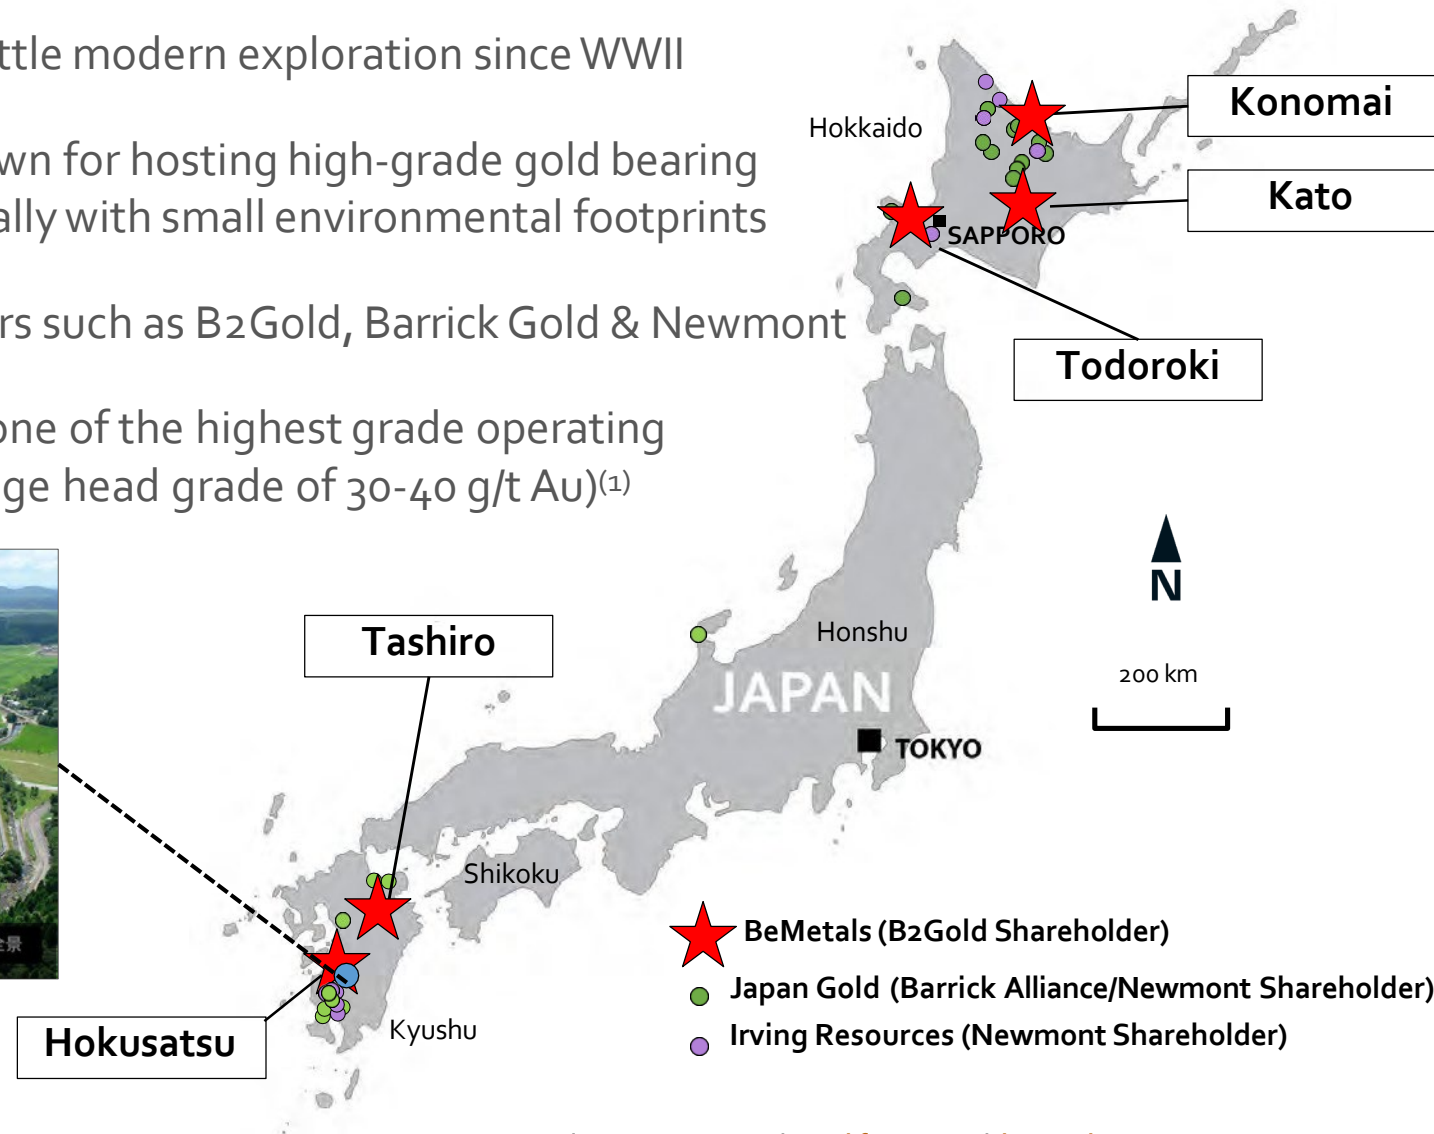 ttle modern exploration since WWII
wn for hosting high-grade gold bearing
ally with small environmental footprints
rs such as B2Gold, Barrick Gold & Newmont
one of the highest grade operating
ge head grade of 30-40 g/t Au)(1)
Hokkaido
Konomai
Kato
SAPPORO
Todoroki
N
200 km
Honshu
JAPAN
TOKYO
Tashiro
Shikoku
全景
Hokusatsu
Kyushu
BeMetals (B2Gold Shareholder)
Japan Gold (Barrick Alliance/Newmont Shareholder)
Irving Resources (Newmont Shareholder)